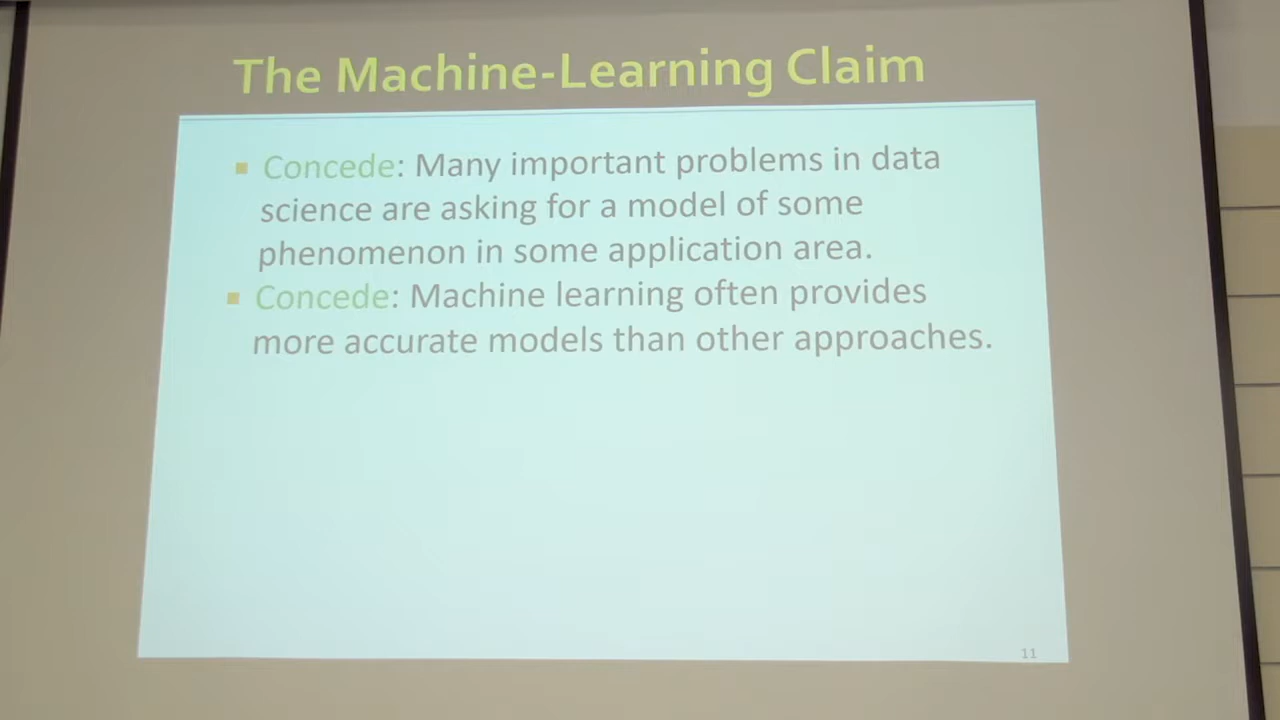 The Machine-Learning Claim
Concede: Many important problems in data
science are asking for a model of some
phenomenon in some application area.
Concede: Machine learning often provides
more accurate models than other approaches.
11